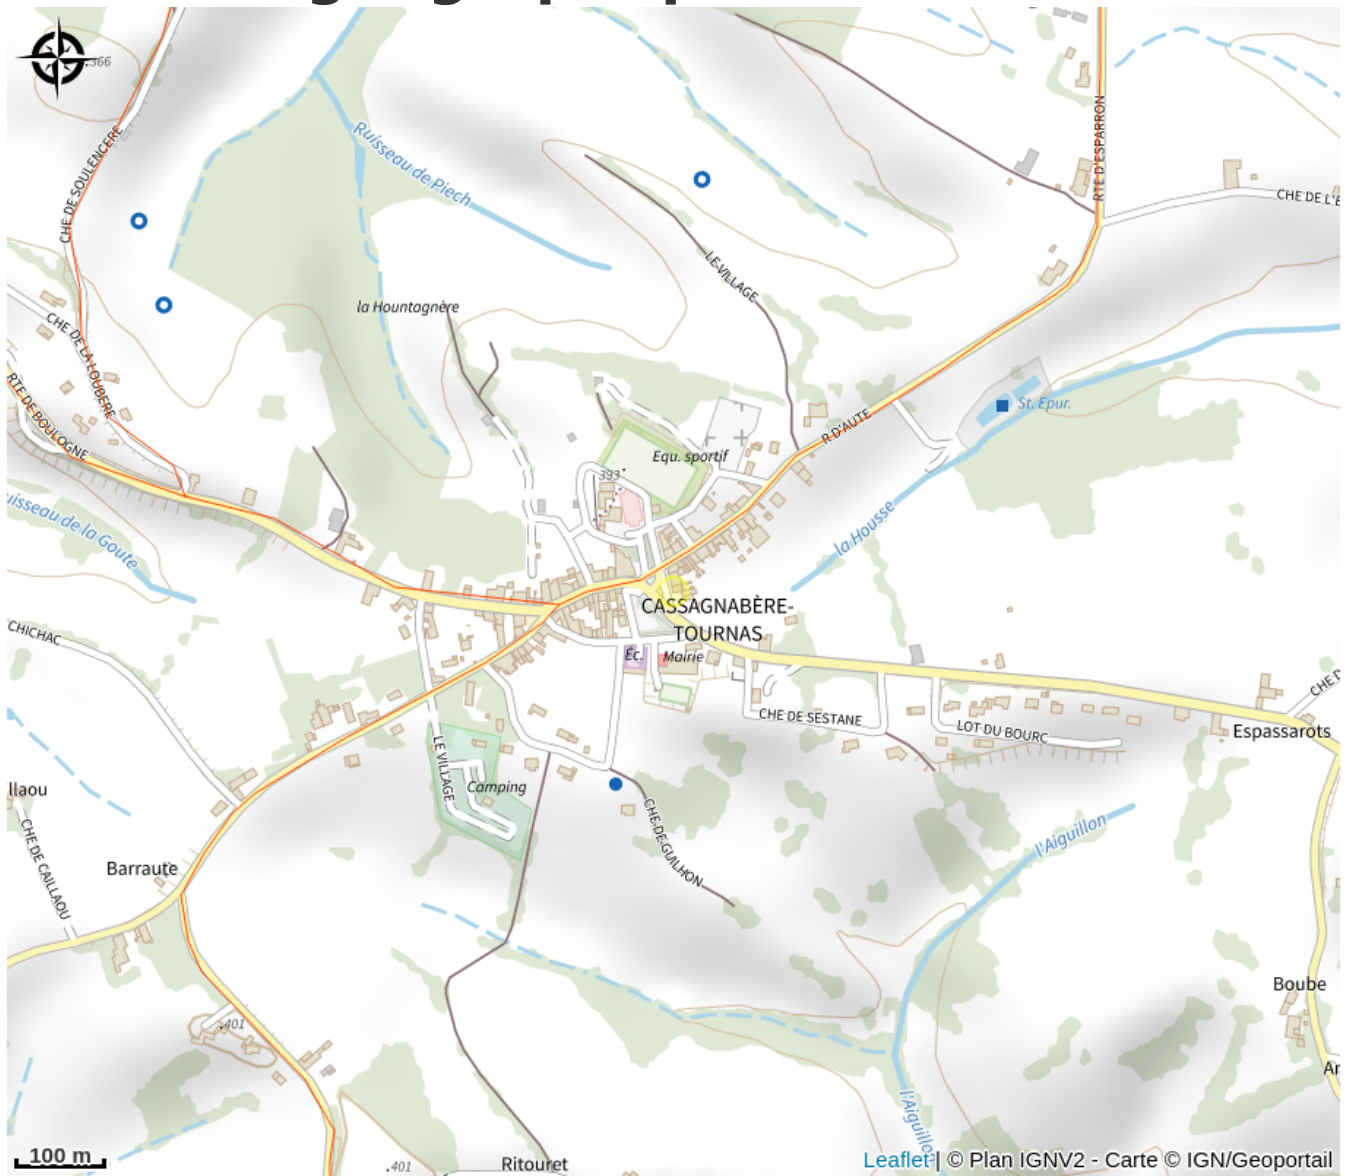 366
CHE DE SOULENCERE
Ruisseau de Piech
RTE D'ESPARRON
CHE DE L'E
LE VILLAGE
la Hountagnère
CHE DE LA LOUBERE
RTE DE BOULOGNE
St. Epur.
R D'AUTE
Equ. sportif
393
uisseau de la Goute
la Housse
CASSAGNABÈRE-
TOURNAS
CHICHAC
Éc.
Mairie
CHE DE SESTANE
LOT DU BOURC
CHE D
Espassarots
LE VILLAGE
Camping
llaou
CHE DE CAILLAOU
CHE DE GUILHON
l'Aiguillon
Barraute
Boube
401
Ar
l'Aiguillon
100 m
401
Ritouret
Leaflet | © Plan IGNV2 - Carte © IGN/Geoportail